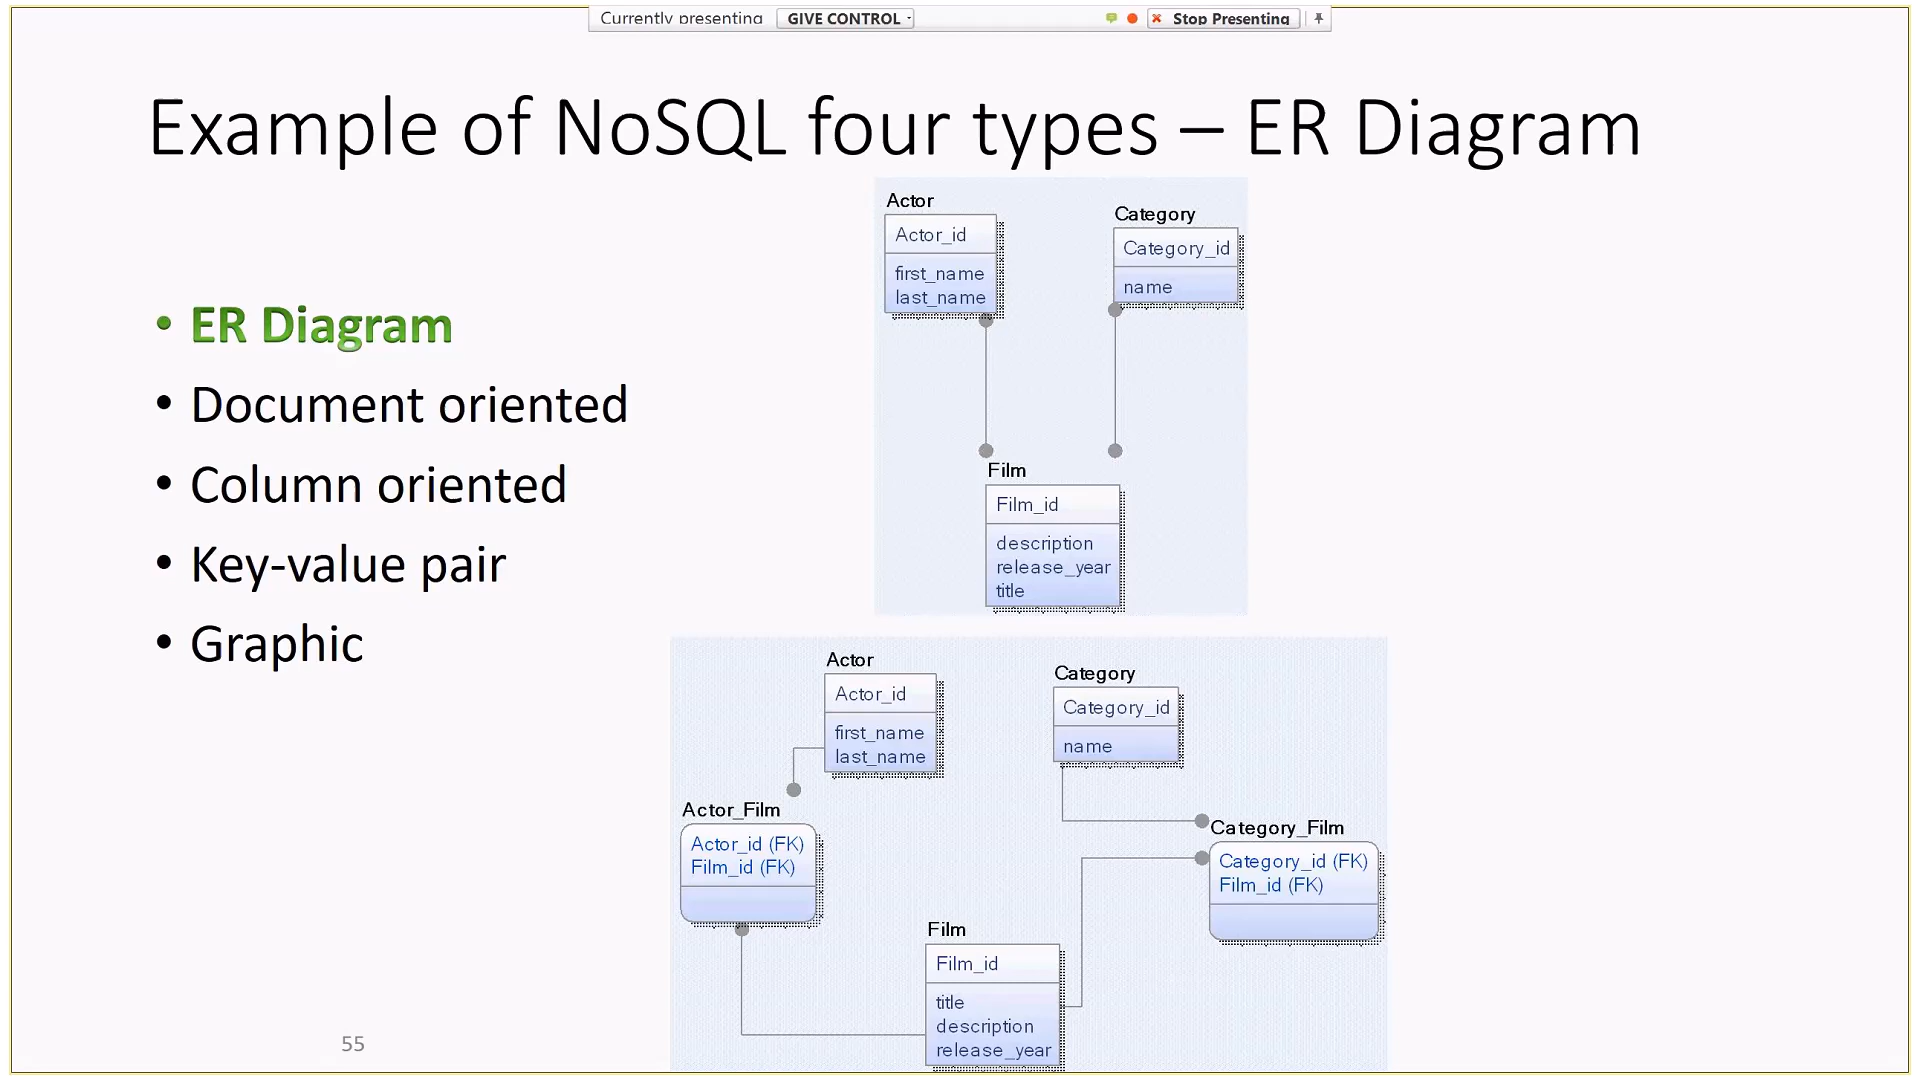 Currently presenting GIVE CONTROL Stop Presenting
Example of NoSQL four types – ER Diagram
• ER Diagram
• Document oriented
• Column oriented
• Key-value pair
• Graphic
Actor
Actor_id
first_name
last_name
Category
Category_id
name
Film
Film_id
description
release_year
title
Actor
Actor_id
first_name
last_name
Category
Category_id
name
Actor_Film
Actor_id (FK)
Film_id (FK)
Category_Film
Category_id (FK)
Film_id (FK)
Film
Film_id
title
description
release_year
55